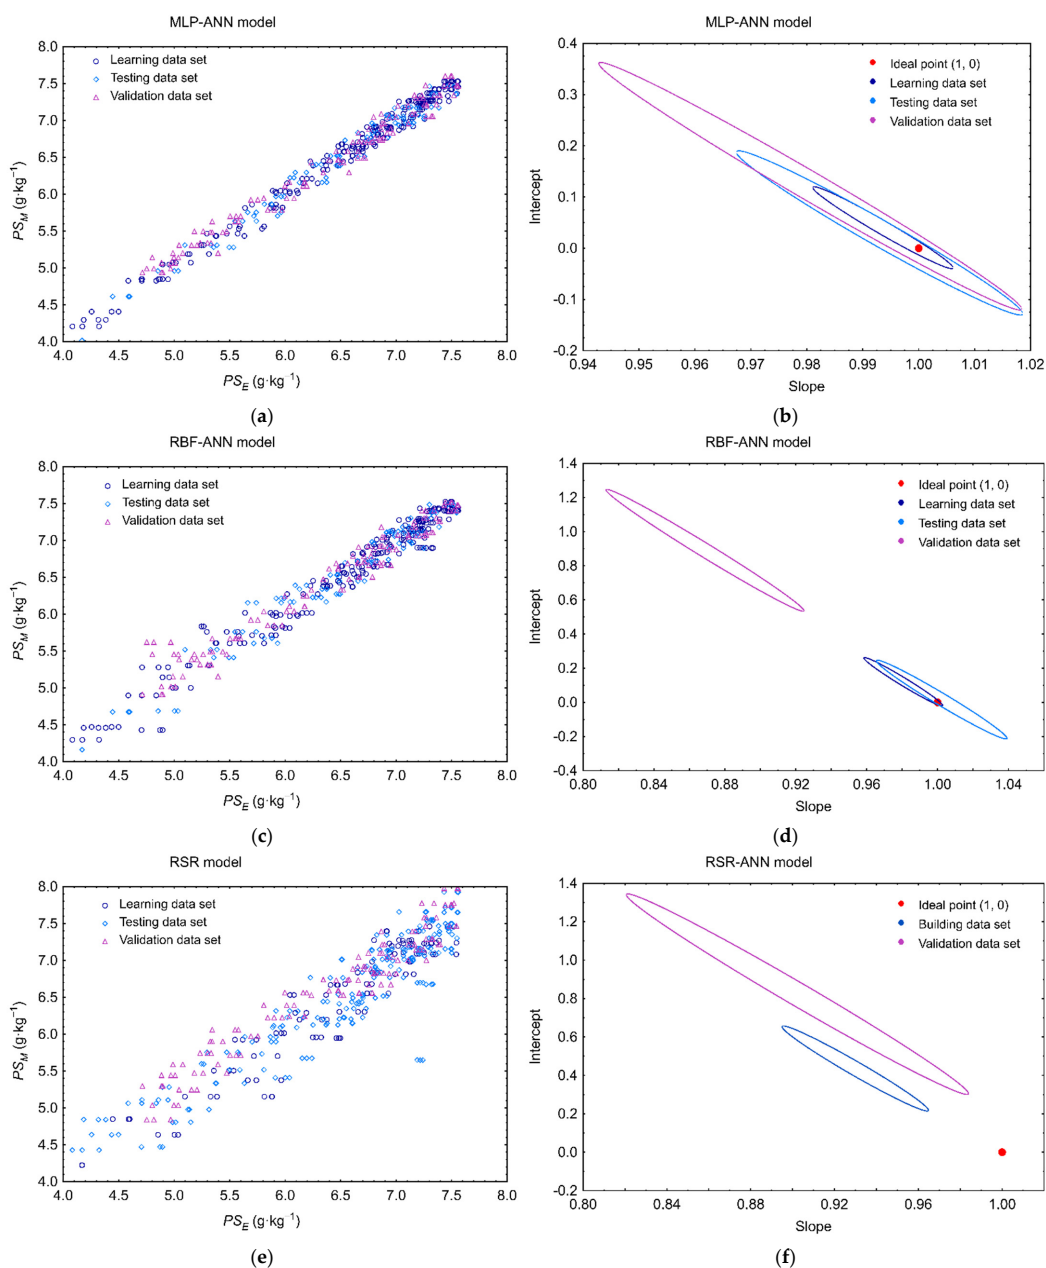 MLP-ANN model
8.0
7.5
7.0
6.5
6.0
5.5
5.0
4.5
4.0
PS_M (g·kg⁻¹)
Learning data set
Testing data set
Validation data set
4.0 4.5 5.0 5.5 6.0 6.5 7.0 7.5 8.0
PS_E (g·kg⁻¹)
(a)
MLP-ANN model
0.4
0.3
0.2
0.1
0.0
-0.1
-0.2
Intercept
Ideal point (1, 0)
Learning data set
Testing data set
Validation data set
0.94 0.95 0.96 0.97 0.98 0.99 1.00 1.01 1.02
Slope
(b)
RBF-ANN model
8.0
7.5
7.0
6.5
6.0
5.5
5.0
4.5
4.0
PS_M (g·kg⁻¹)
Learning data set
Testing data set
Validation data set
4.0 4.5 5.0 5.5 6.0 6.5 7.0 7.5 8.0
PS_E (g·kg⁻¹)
(c)
RBF-ANN model
1.4
1.2
1.0
0.8
0.6
0.4
0.2
0.0
-0.2
-0.4
Intercept
Ideal point (1, 0)
Learning data set
Testing data set
Validation data set
0.80 0.84 0.88 0.92 0.96 1.00 1.04
Slope
(d)
RSR model
8.0
7.5
7.0
6.5
6.0
5.5
5.0
4.5
4.0
PS_M (g·kg⁻¹)
Learning data set
Testing data set
Validation data set
4.0 4.5 5.0 5.5 6.0 6.5 7.0 7.5 8.0
PS_E (g·kg⁻¹)
(e)
RSR-ANN model
1.4
1.2
1.0
0.8
0.6
0.4
0.2
0.0
-0.2
Intercept
Ideal point (1, 0)
Building data set
Validation data set
0.80 0.84 0.88 0.92 0.96 1.00
Slope
(f)